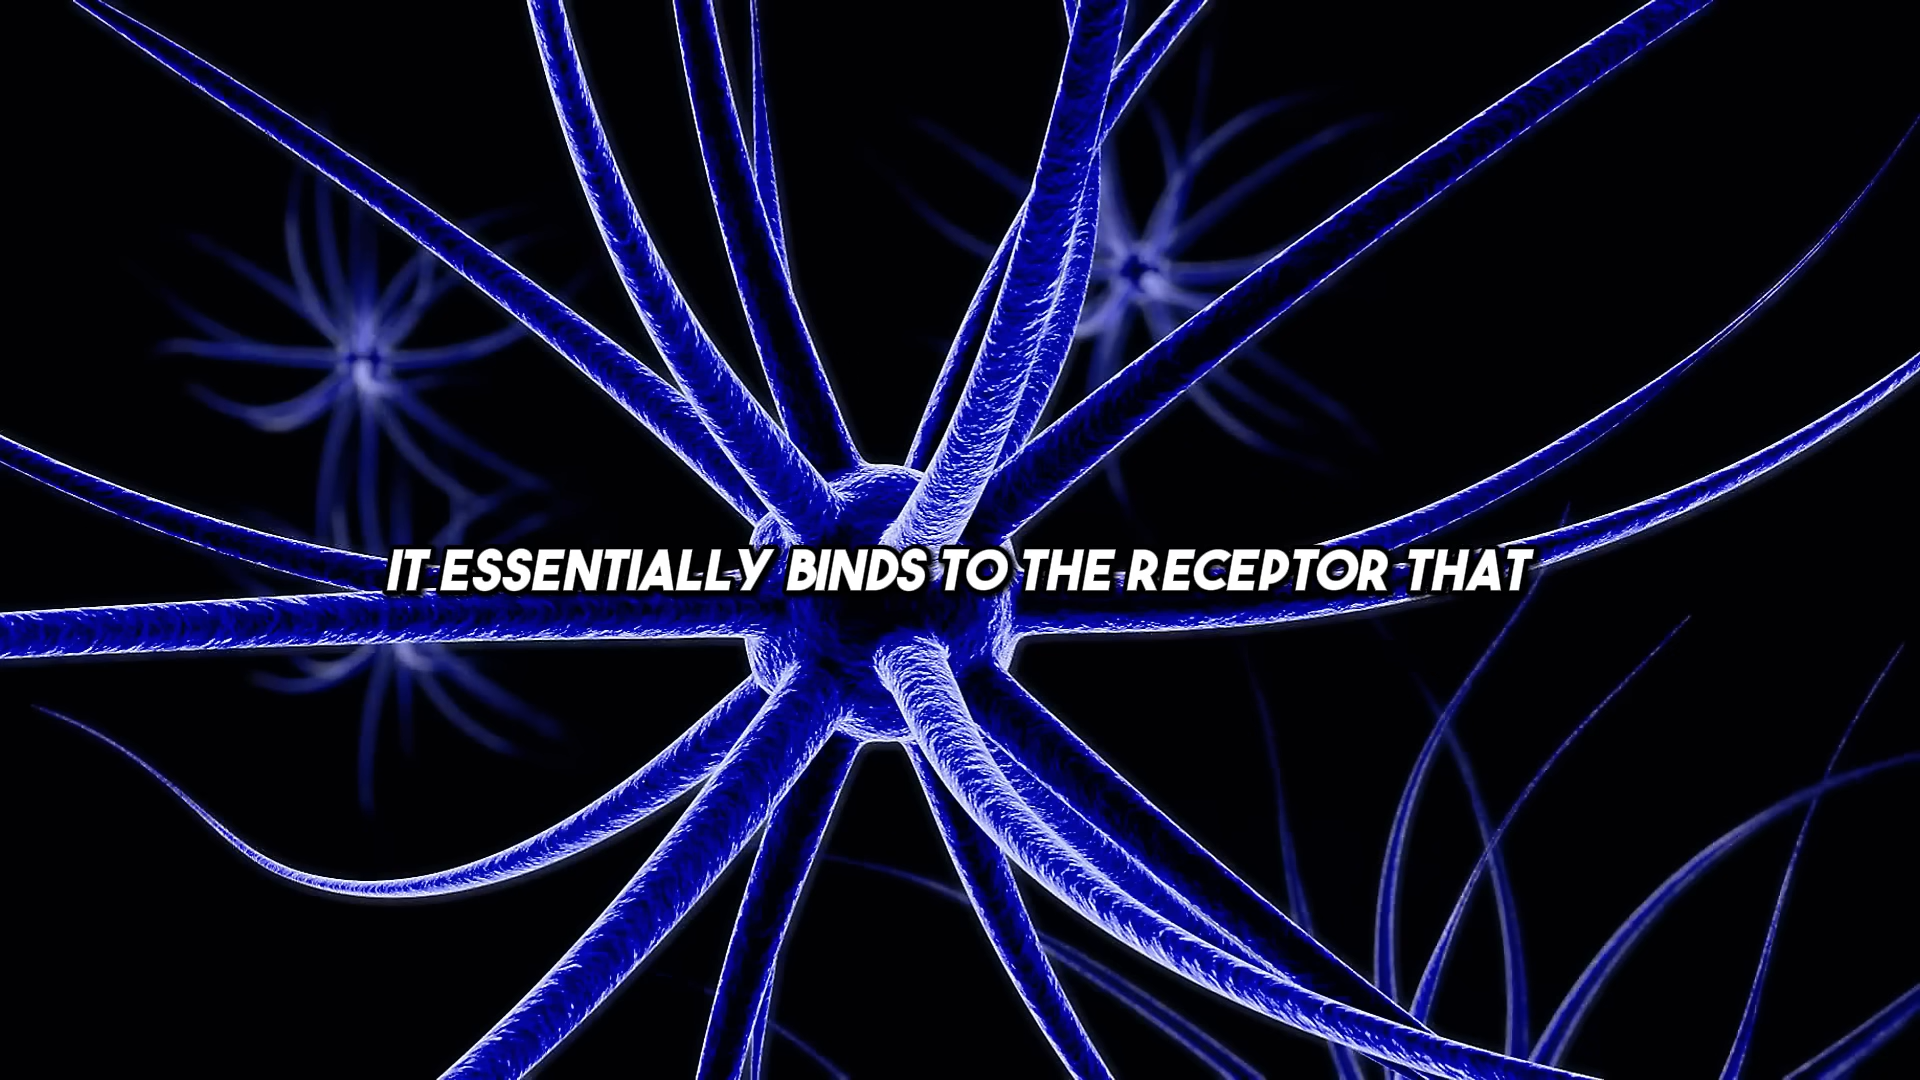 IT ESSENTIALLY BINDS TO THE RECEPTOR THAT